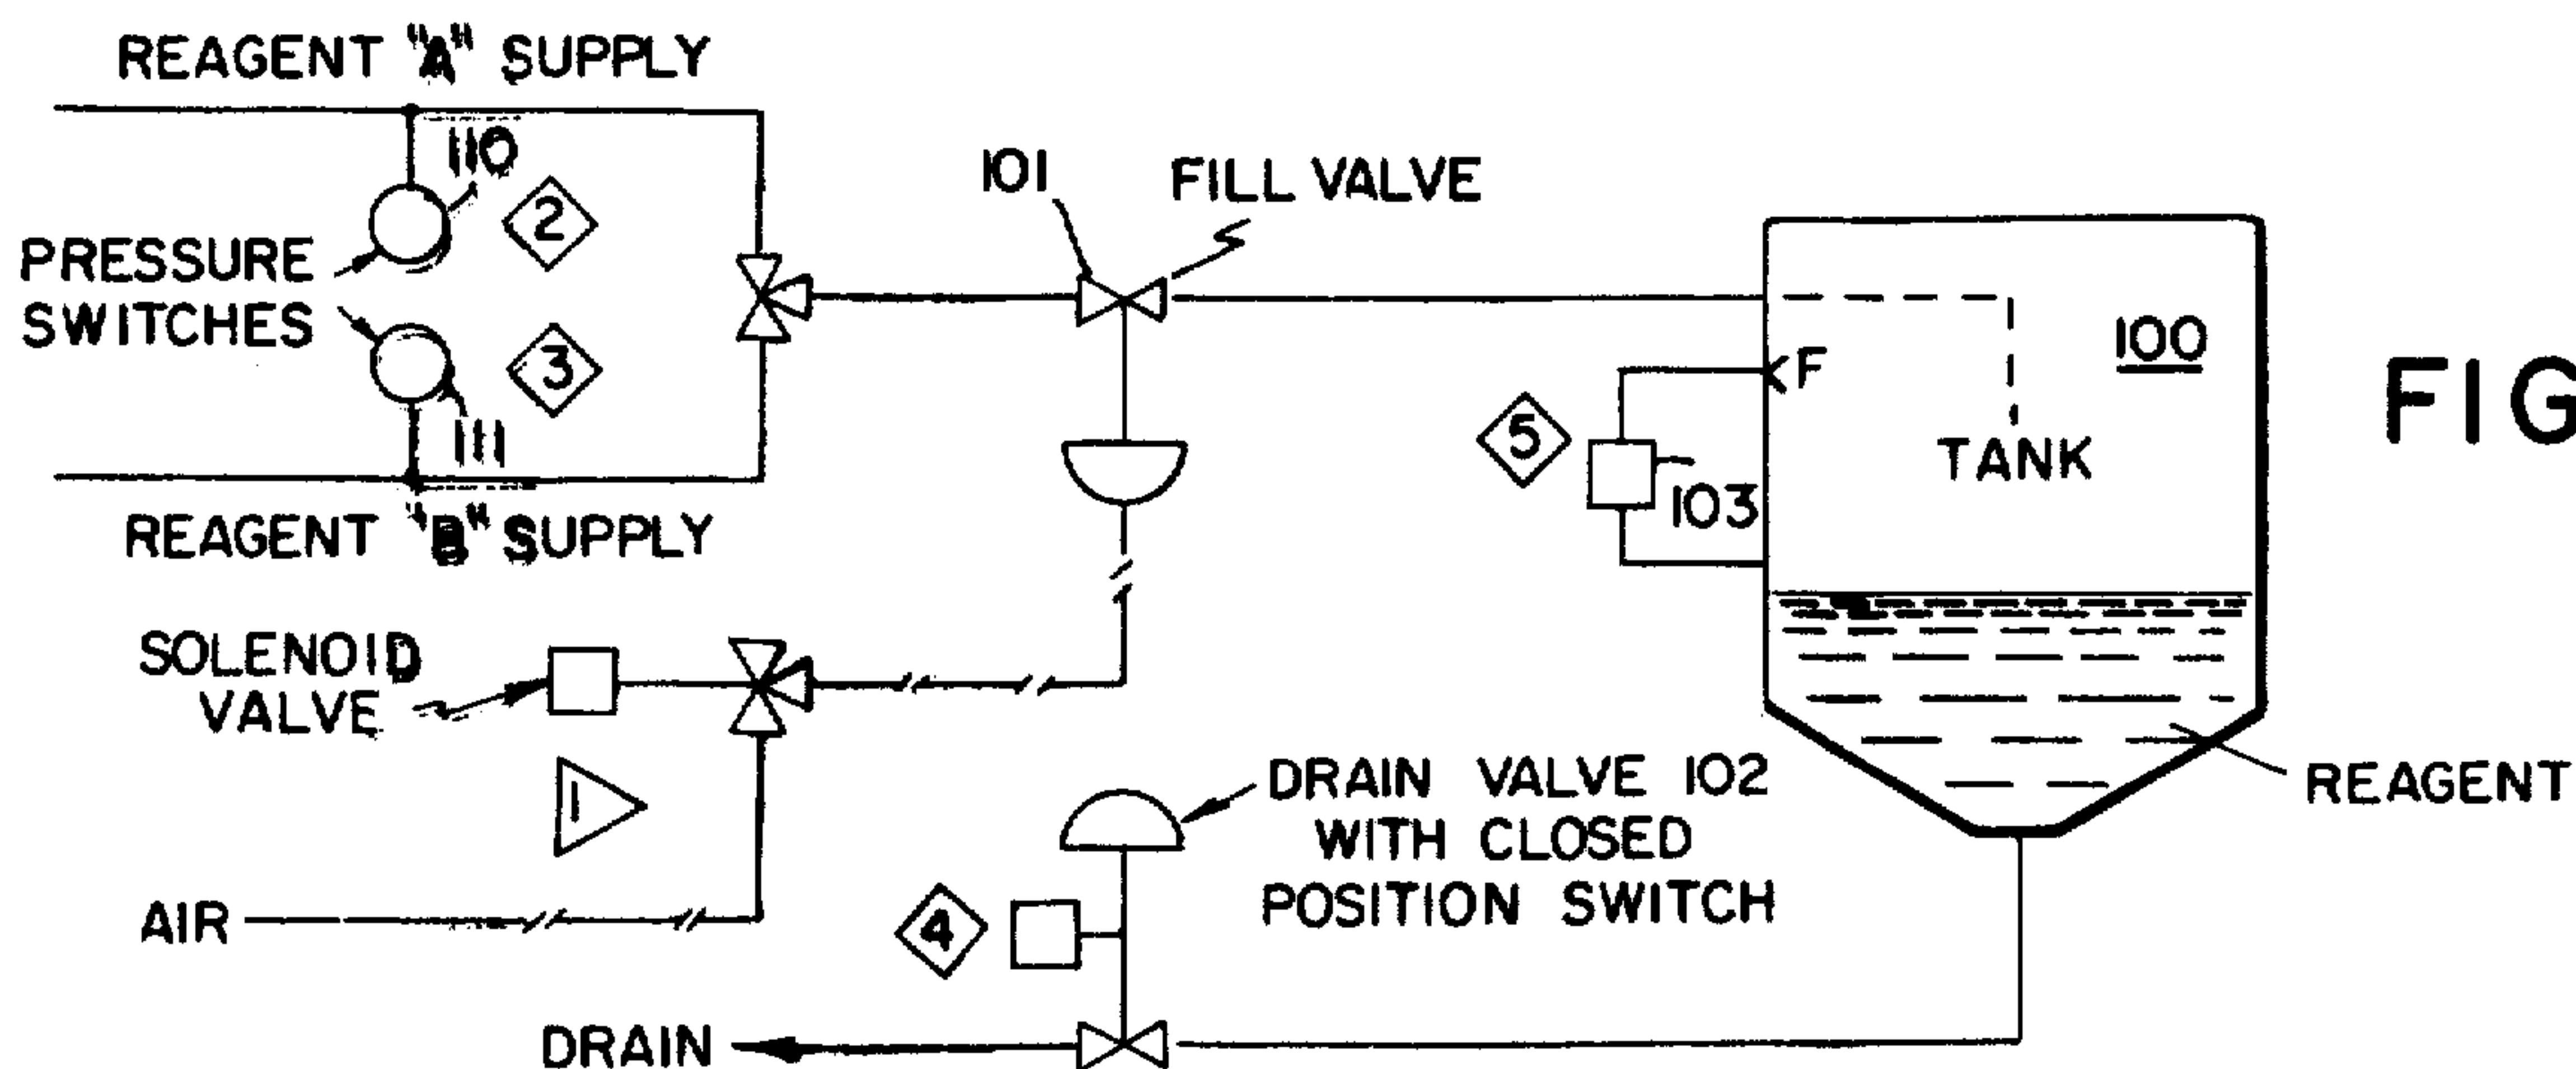 REAGENT "A" SUPPLY
110
2
PRESSURE
SWITCHES
3
111
REAGENT "B" SUPPLY
101
FILL VALVE
F
100
5
103
TANK
FIG
SOLENOID
VALVE
1
AIR
DRAIN VALVE 102
WITH CLOSED
POSITION SWITCH
4
REAGENT
DRAIN